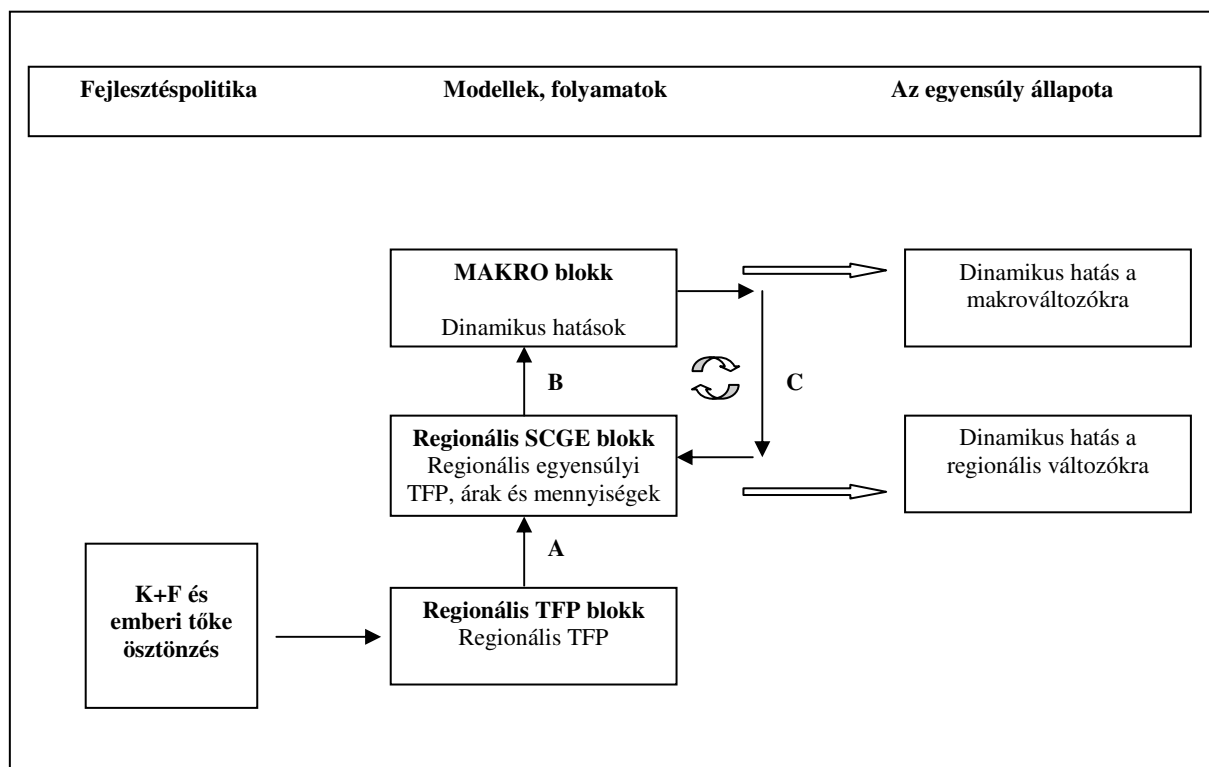 Fejlesztéspolitika
Modellek, folyamatok
Az egyensúly állapota
MAKRO blokk
Dinamikus hatások
Dinamikus hatás a
makrováltozókra
B
C
Regionális SCGE blokk
Regionális egyensúlyi
TFP, árak és mennyiségek
Dinamikus hatás a
regionális változókra
A
K+F és
emberi tőke
ösztönzés
Regionális TFP blokk
Regionális TFP